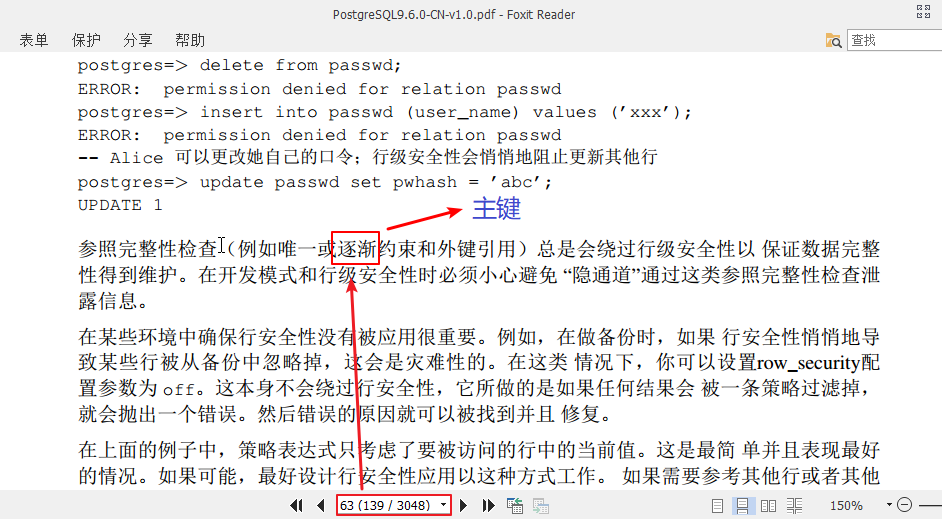 PostgreSQL9.6.0-CN-v1.0.pdf - Foxit Reader
表单 保护 分享 帮助 查找
postgres=> delete from passwd;
ERROR:  permission denied for relation passwd
postgres=> insert into passwd (user_name) values (’xxx’);
ERROR:  permission denied for relation passwd
-- Alice 可以更改她自己的口令；行级安全性会悄悄地阻止更新其他行
postgres=> update passwd set pwhash = ’abc’;
UPDATE 1
主键
参照完整性检查（例如唯一或逐渐约束和外键引用）总是会绕过行级安全性以 保证数据完整
性得到维护。在开发模式和行级安全性时必须小心避免 “隐通道”通过这类参照完整性检查泄
露信息。
在某些环境中确保行安全性没有被应用很重要。例如，在做备份时，如果 行安全性悄悄地导
致某些行被从备份中忽略掉，这会是灾难性的。在这类 情况下，你可以设置row_security配
置参数为 off。这本身不会绕过行安全性，它所做的是如果任何结果会 被一条策略过滤掉，
就会抛出一个错误。然后错误的原因就可以被找到并且 修复。
在上面的例子中，策略表达式只考虑了要被访问的行中的当前值。这是最简 单并且表现最好
的情况。如果可能，最好设计行安全性应用以这种方式工作。 如果需要参考其他行或者其他
63 (139 / 3048) 150%